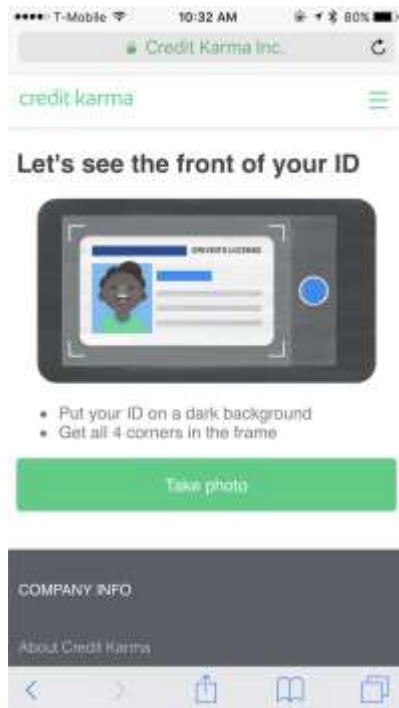 T-Mobile 10:32 AM 80%
Credit Karma Inc.
credit karma
Let's see the front of your ID
DRIVER'S LICENSE
• Put your ID on a dark background
• Get all 4 corners in the frame
Take photo
COMPANY INFO
About Credit Karma